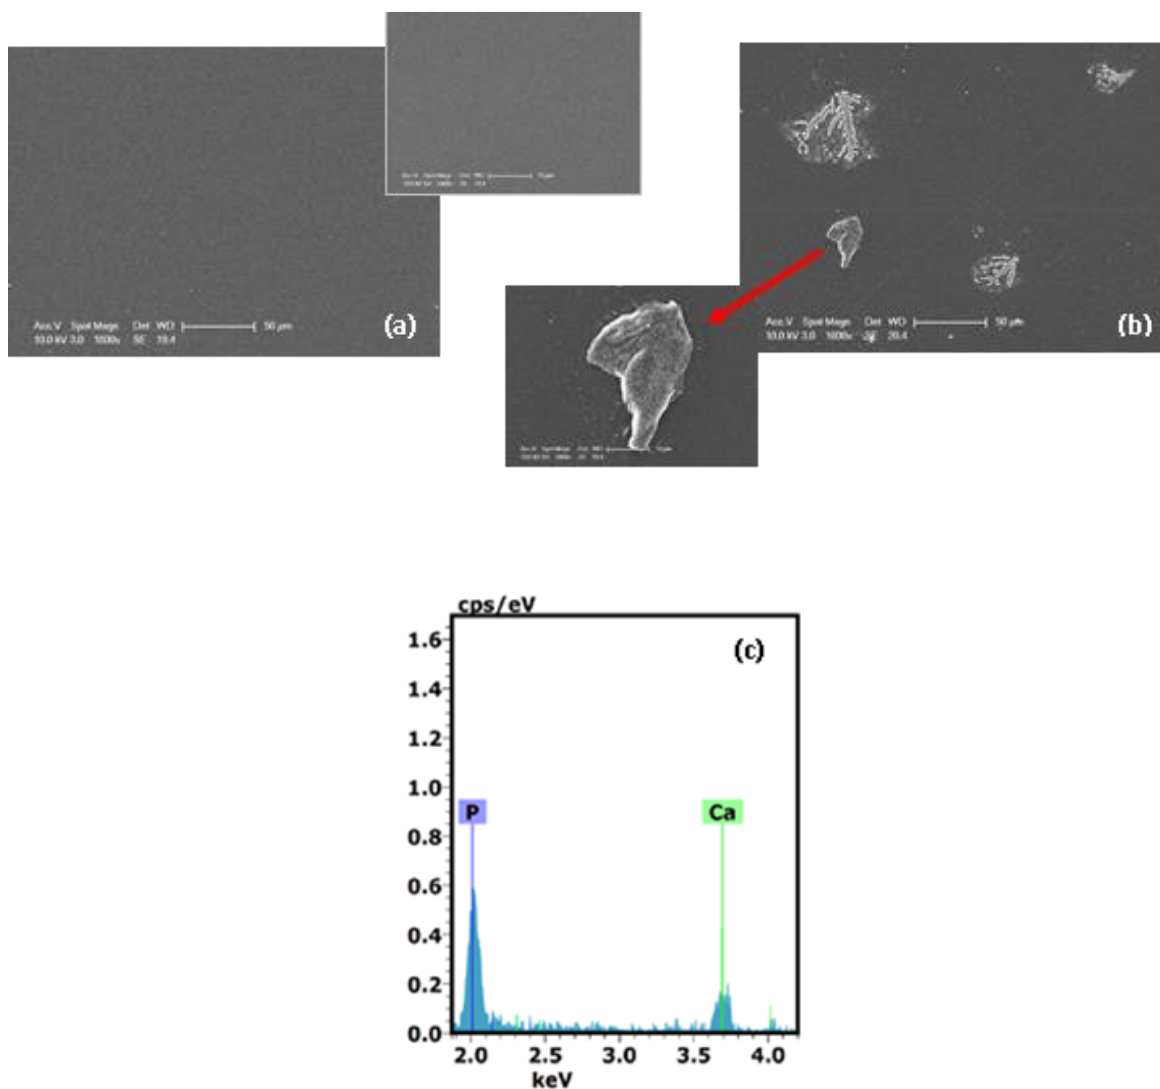 Acc.V Spot Magn Det WD 50 µm
10.0 kV 3.0 1000x SE 19.4
(a)
Acc.V Spot Magn Det WD 50 µm
10.0 kV 3.0 1000x SE 20.4
(b)
cps/eV
(c)
1.6
1.4
1.2
1.0
0.8
0.6
0.4
0.2
0.0
P
Ca
2.0 2.5 3.0 3.5 4.0
keV